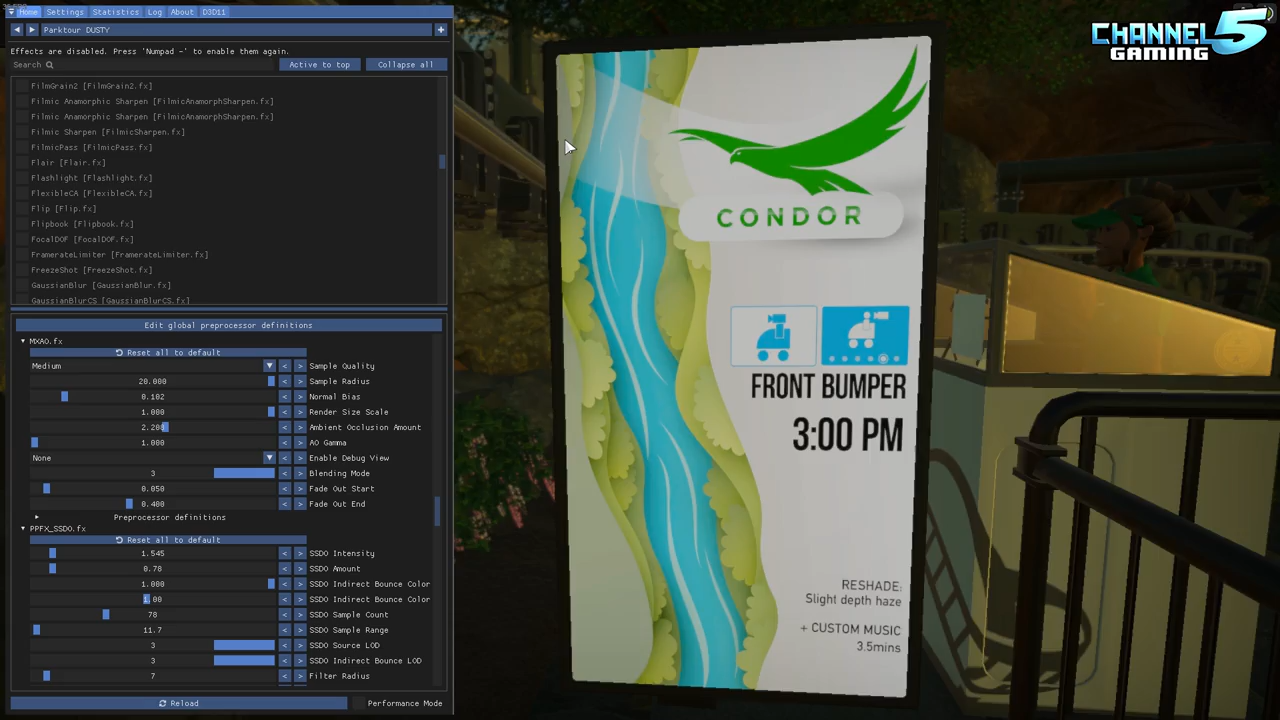 Home Settings Statistics Log About D3D11
Parktour DUSTY +
Effects are disabled. Press 'Numpad -' to enable them again.
Search Active to top Collapse all
FilmGrain2 [FilmGrain2.fx]
Filmic Anamorphic Sharpen [FilmicAnamorphSharpen.fx]
Filmic Anamorphic Sharpen [FilmicAnamorphSharpen.fx]
Filmic Sharpen [FilmicSharpen.fx]
FilmicPass [FilmicPass.fx]
Flair [Flair.fx]
Flashlight [Flashlight.fx]
FlexibleCA [FlexibleCA.fx]
Flip [Flip.fx]
Flipbook [Flipbook.fx]
FocalDOF [FocalDOF.fx]
FramerateLimiter [FramerateLimiter.fx]
FreezeShot [FreezeShot.fx]
GaussianBlur [GaussianBlur.fx]
GaussianBlurCS [GaussianBlurCS.fx]
Edit global preprocessor definitions
MXAO.fx
Reset all to default
Medium < > Sample Quality
20.000 < > Sample Radius
0.102 < > Normal Bias
1.000 < > Render Size Scale
2.200 < > Ambient Occlusion Amount
1.000 < > AO Gamma
None < > Enable Debug View
3 < > Blending Mode
0.050 < > Fade Out Start
0.400 < > Fade Out End
Preprocessor definitions
PPFX_SSDO.fx
Reset all to default
1.545 < > SSDO Intensity
0.78 < > SSDO Amount
1.000 < > SSDO Indirect Bounce Color
1.00 < > SSDO Indirect Bounce Color
78 < > SSDO Sample Count
11.7 < > SSDO Sample Range
3 < > SSDO Source LOD
3 < > SSDO Indirect Bounce LOD
7 < > Filter Radius
Reload Performance Mode
CHANNEL 5
GAMING
CONDOR
FRONT BUMPER
3:00 PM
RESHADE:
Slight depth haze
+ CUSTOM MUSIC
3.5mins